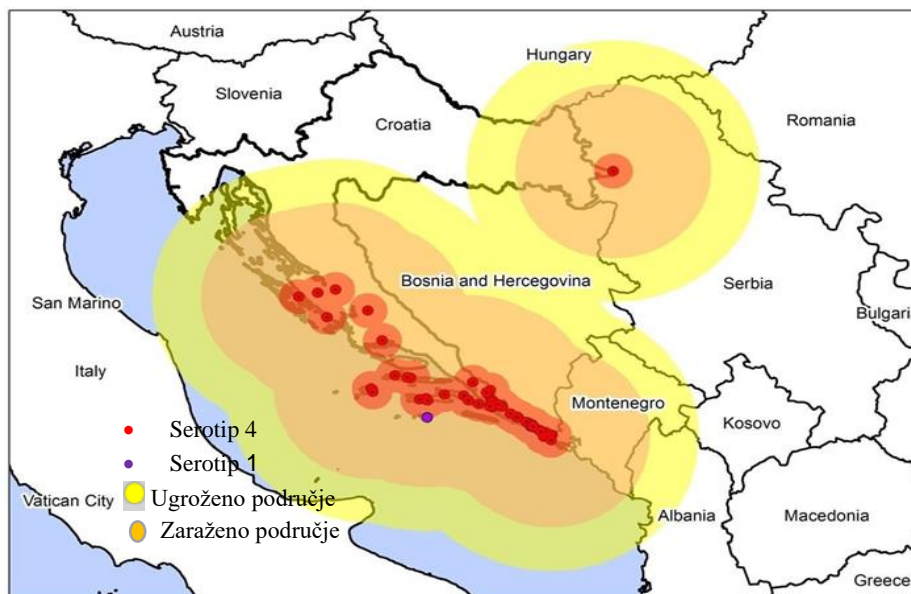 Austria
Hungary
Slovenia
Romania
Croatia
Bosnia and Hercegovina
Serbia
San Marino
Bulgari
Italy
Montenegro
Serotip 4
Kosovo
Serotip 1
Vatican City
Ugroženo područje
Albania
Macedonia
Zaraženo područje
Greece